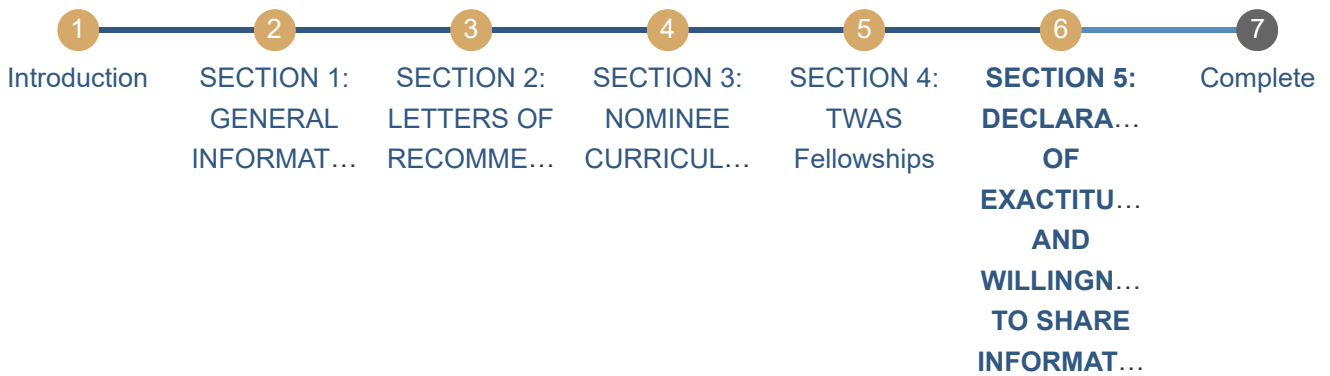 1
Introduction
2
SECTION 1:
GENERAL
INFORMAT…
3
SECTION 2:
LETTERS OF
RECOMME…
4
SECTION 3:
NOMINEE
CURRICUL…
5
SECTION 4:
TWAS
Fellowships
6
SECTION 5:
DECLARA…
OF
EXACTITU…
AND
WILLINGN…
TO SHARE
INFORMAT…
7
Complete